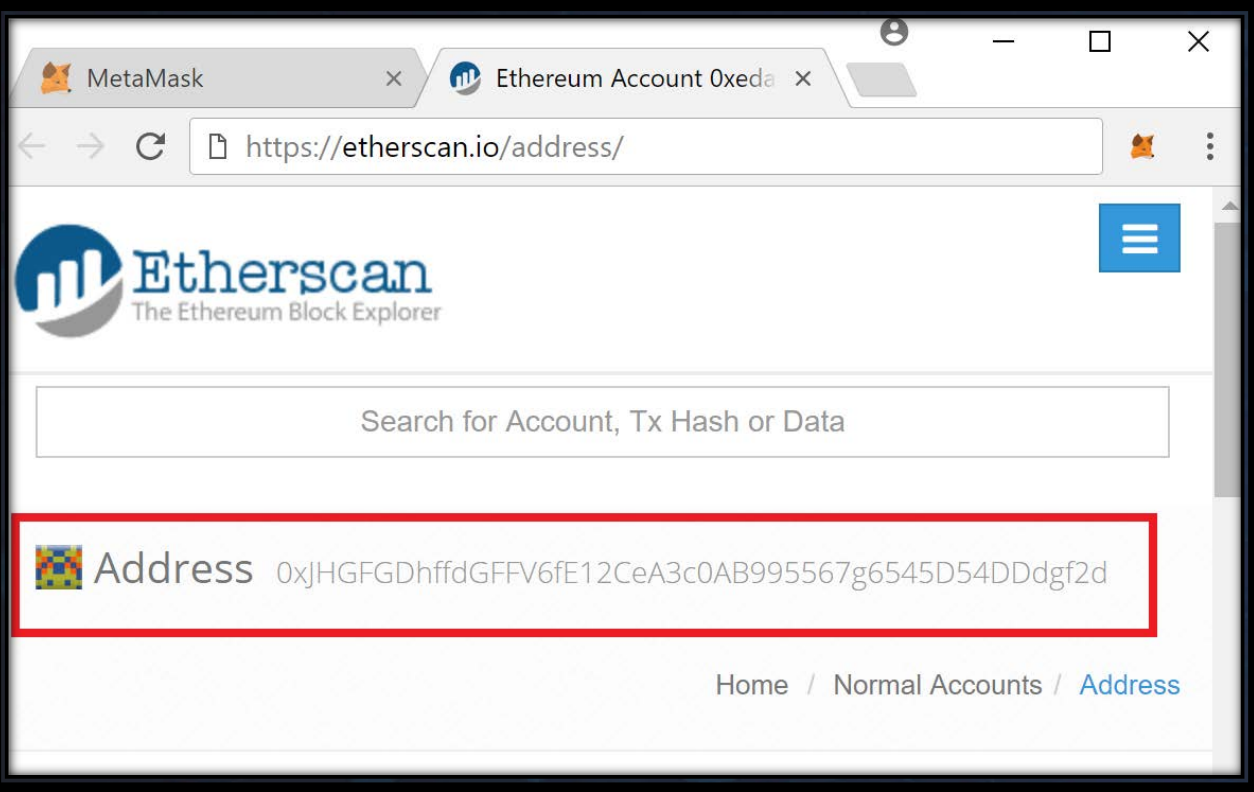 MetaMask
Ethereum Account 0xeda
https://etherscan.io/address/
Etherscan
The Ethereum Block Explorer
Search for Account, Tx Hash or Data
Address 0xJHGFGDhffdGFFV6fE12CeA3c0AB995567g6545D54DDdgf2d
Home / Normal Accounts / Address